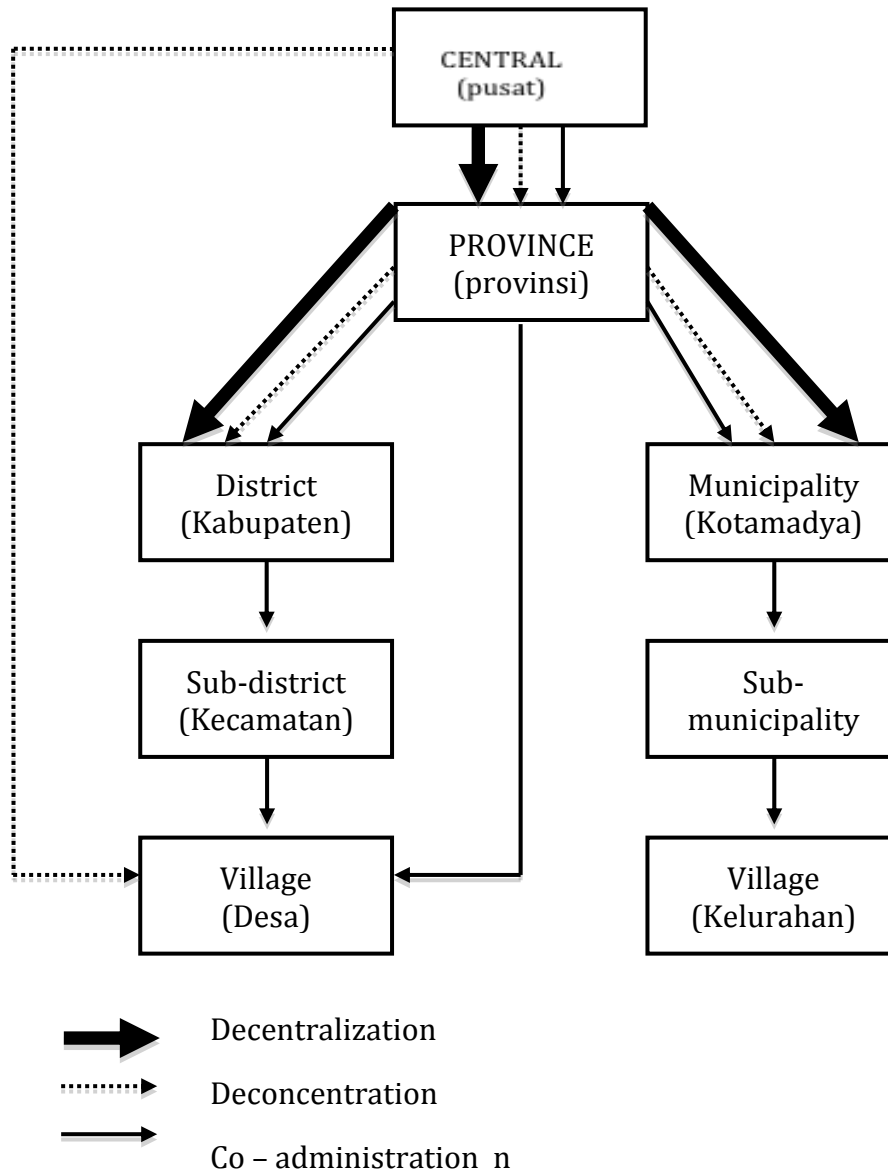 CENTRAL
(pusat)
PROVINCE
(provinsi)
District
(Kabupaten)
Municipality
(Kotamadya)
Sub-district
(Kecamatan)
Sub-
municipality
Village
(Desa)
Village
(Kelurahan)
Decentralization
Deconcentration
Co – administration n